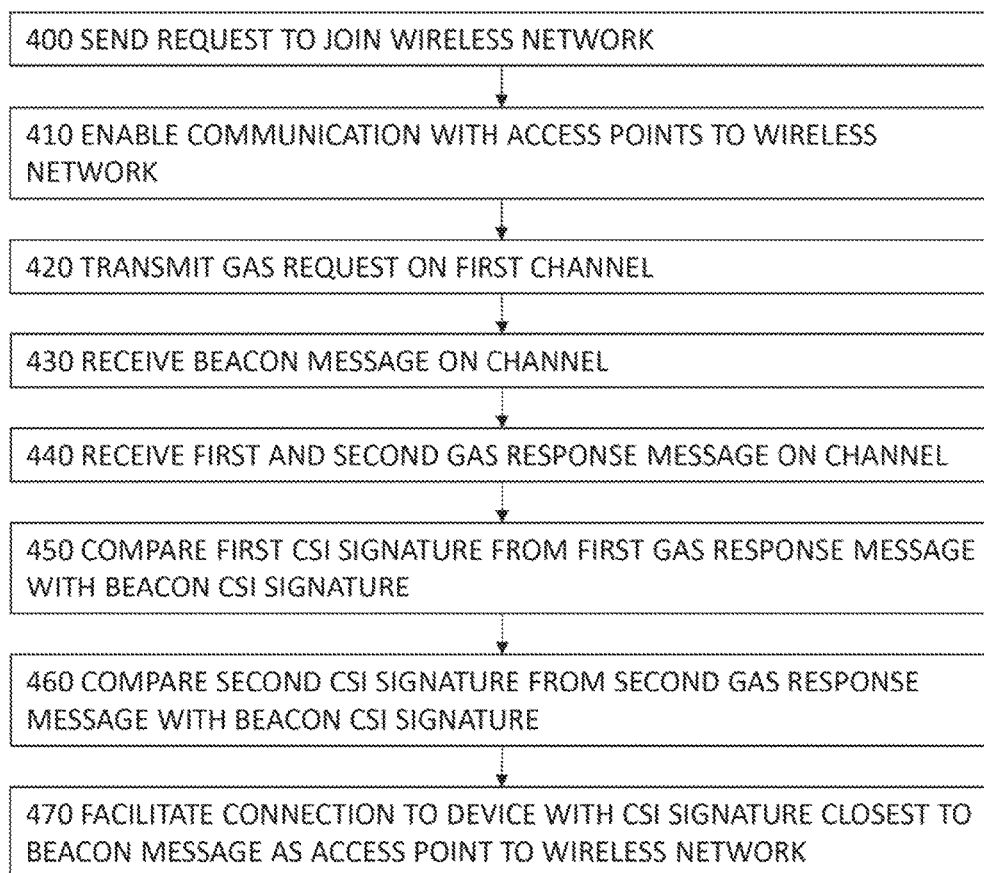 400 SEND REQUEST TO JOIN WIRELESS NETWORK
410 ENABLE COMMUNICATION WITH ACCESS POINTS TO WIRELESS
NETWORK
420 TRANSMIT GAS REQUEST ON FIRST CHANNEL
430 RECEIVE BEACON MESSAGE ON CHANNEL
440 RECEIVE FIRST AND SECOND GAS RESPONSE MESSAGE ON CHANNEL
450 COMPARE FIRST CSI SIGNATURE FROM FIRST GAS RESPONSE MESSAGE
WITH BEACON CSI SIGNATURE
460 COMPARE SECOND CSI SIGNATURE FROM SECOND GAS RESPONSE
MESSAGE WITH BEACON CSI SIGNATURE
470 FACILITATE CONNECTION TO DEVICE WITH CSI SIGNATURE CLOSEST TO
BEACON MESSAGE AS ACCESS POINT TO WIRELESS NETWORK